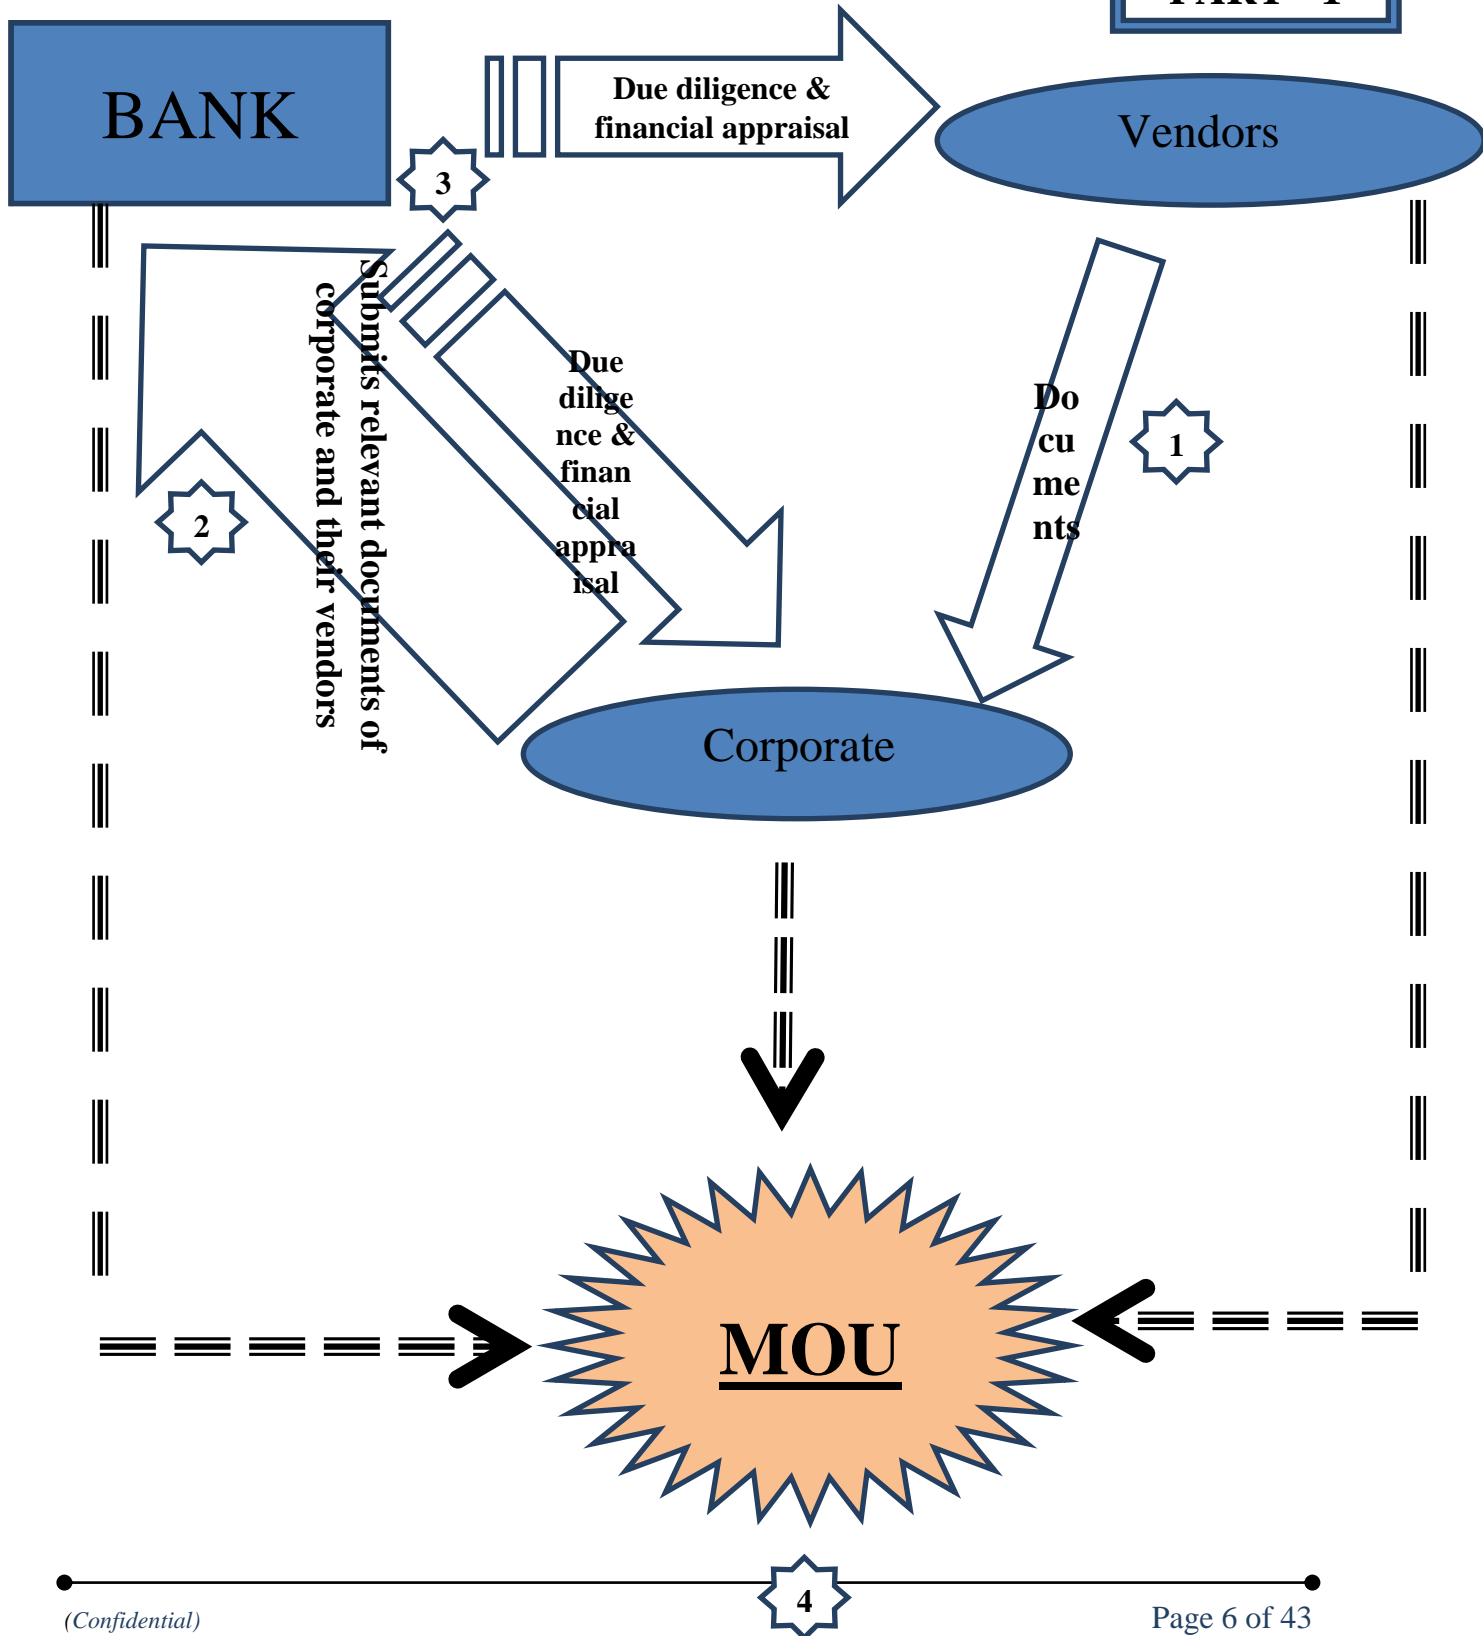 PART - I
BANK
Due diligence &
financial appraisal
Vendors
3
Submits relevant documents of
corporate and their vendors
Due
dilige
nce &
finan
cial
appra
isal
Do
cu
me
nts
1
2
Corporate
MOU
4
(Confidential)
Page 6 of 43